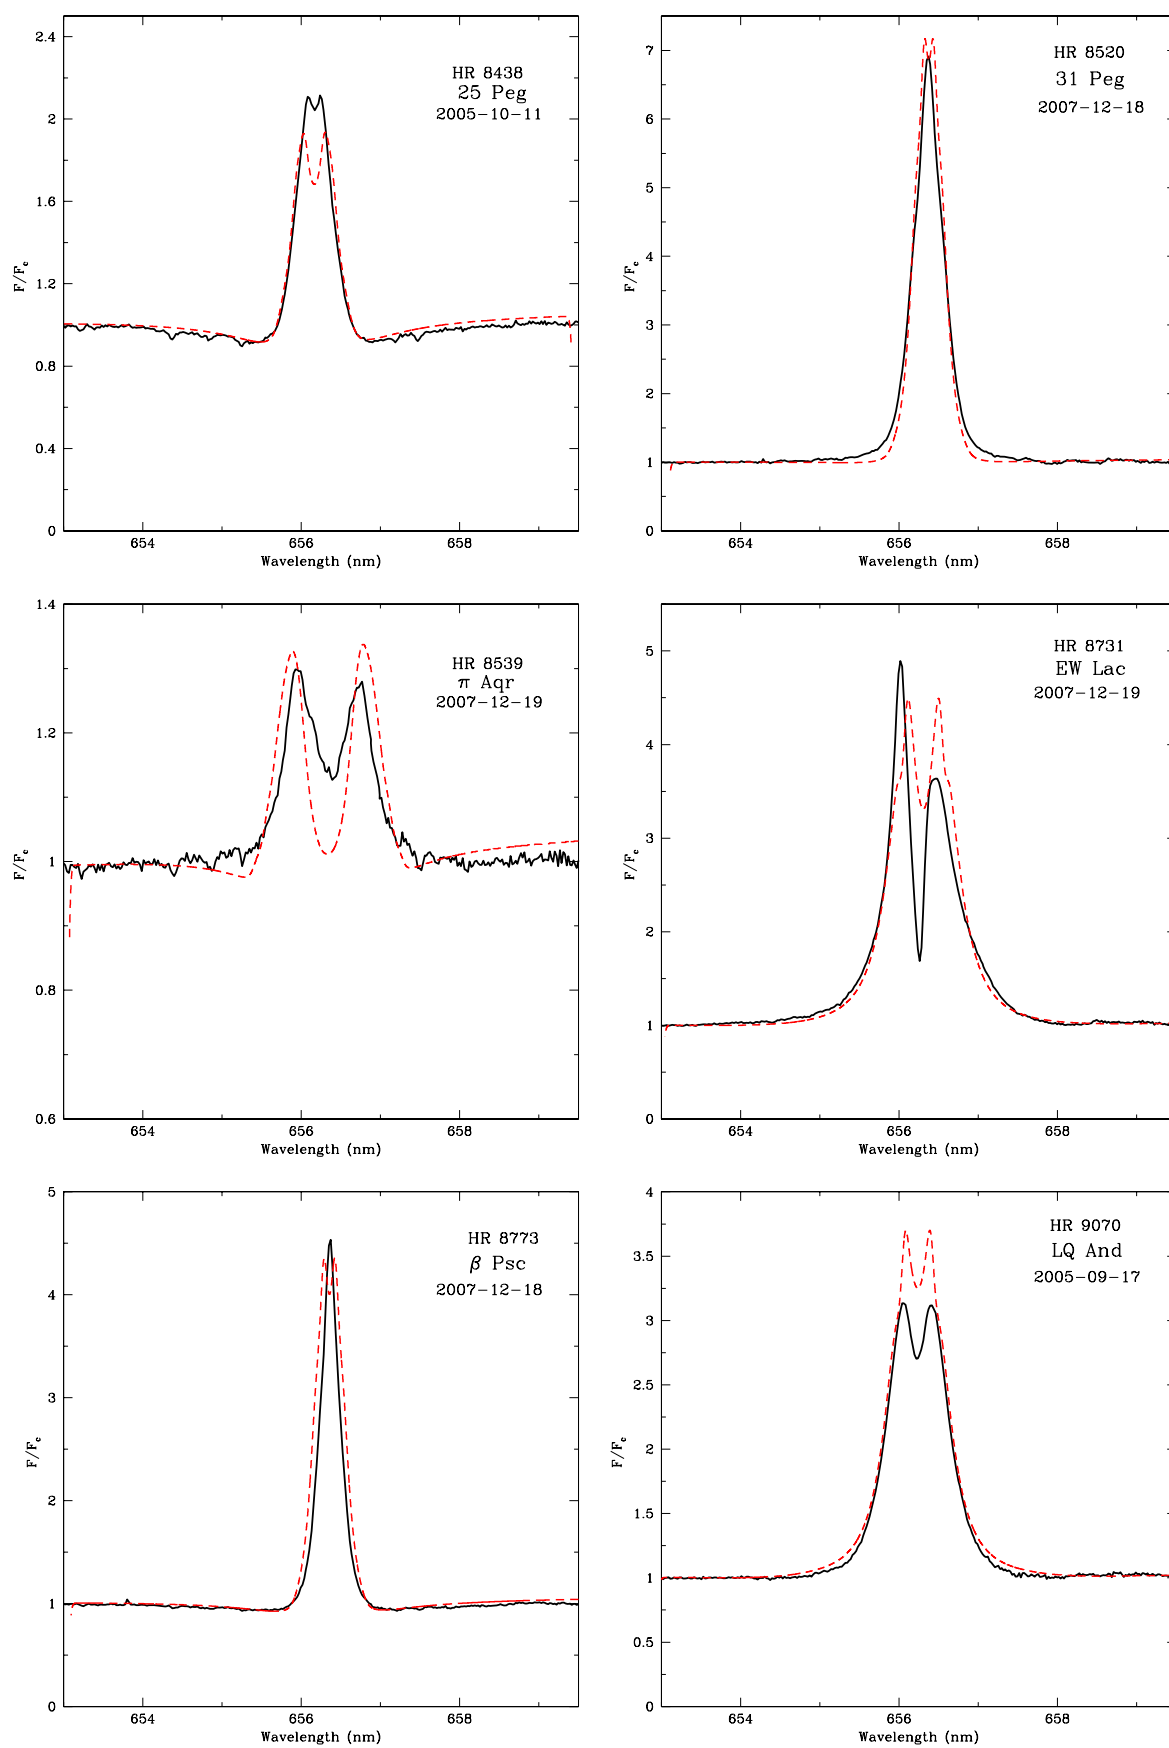 2.4
2
1.6
1.2
0.8
0.4
0
F/Fc
HR 8438
25 Peg
2005-10-11
654
656
658
Wavelength (nm)
7
6
5
4
3
2
1
0
F/Fc
HR 8520
31 Peg
2007-12-18
654
656
658
Wavelength (nm)
1.4
1.2
1
0.8
0.6
F/Fc
HR 8539
π Aqr
2007-12-19
654
656
658
Wavelength (nm)
5
4
3
2
1
0
F/Fc
HR 8731
EW Lac
2007-12-19
654
656
658
Wavelength (nm)
5
4
3
2
1
0
F/Fc
HR 8773
β Psc
2007-12-18
654
656
658
Wavelength (nm)
4
3.5
3
2.5
2
1.5
1
0.5
0
F/Fc
HR 9070
LQ And
2005-09-17
654
656
658
Wavelength (nm)